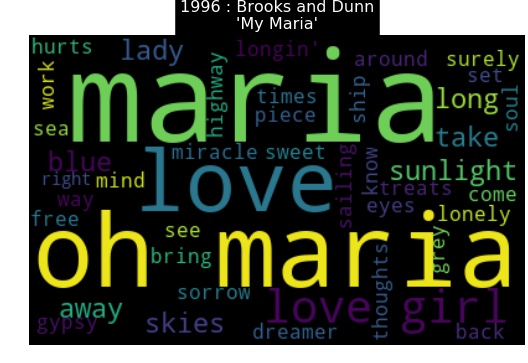 1996 : Brooks and Dunn
'My Maria'
hurts lady longin' around surely
work maria highway ship set soul
times long
piece
sea take
blue miracle sweet know sunlight
right mind love sailing treats come
way
free eyes lonely
oh maria see grey
bring
away sorrow thoughts love girl
gypsy skies dreamer back